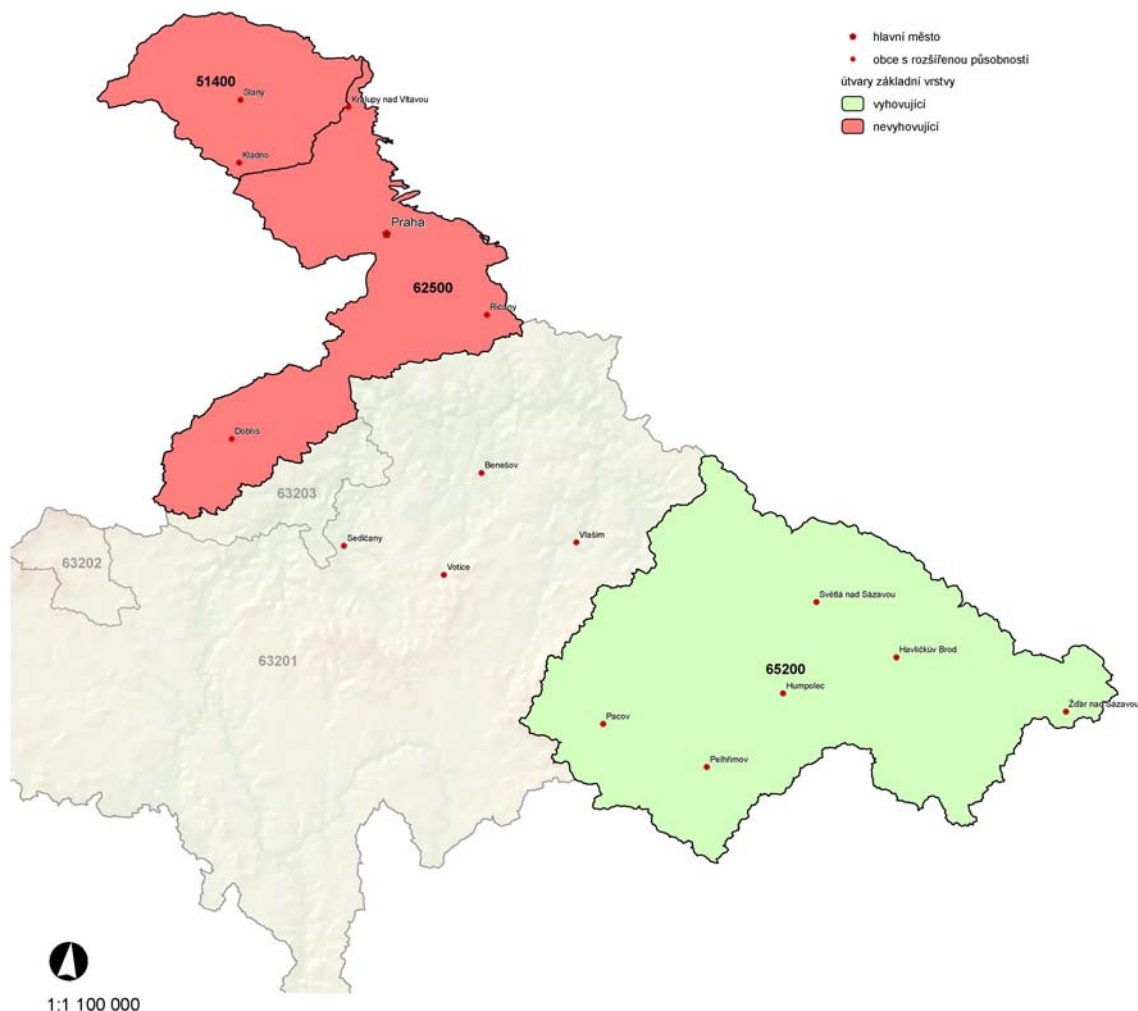 hlavní město
obce s rozšířenou působností
útvary základní vrstvy
vyhovující
nevyhovující
51400
Slaný
Kralupy nad Vltavou
Kladno
Praha
62500
Říčany
Dobříš
Benešov
63203
Sedlčany
Vlašim
63202
Votice
Světlá nad Sázavou
63201
Havlíčkův Brod
65200
Humpolec
Žďár nad Sázavou
Pacov
Pelhřimov
1:1 100 000